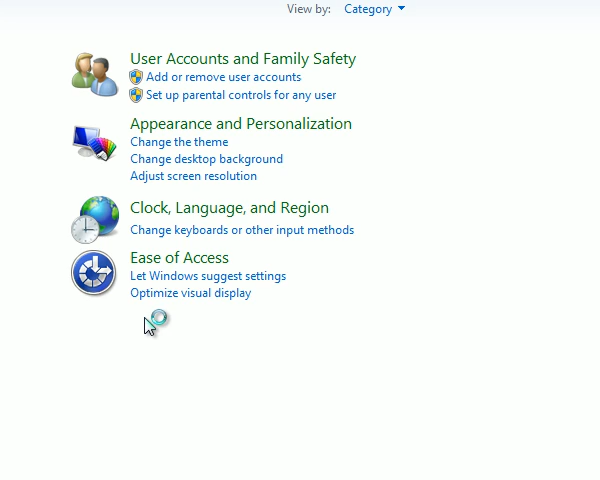 View by: Category
User Accounts and Family Safety
Add or remove user accounts
Set up parental controls for any user
Appearance and Personalization
Change the theme
Change desktop background
Adjust screen resolution
Clock, Language, and Region
Change keyboards or other input methods
Ease of Access
Let Windows suggest settings
Optimize visual display